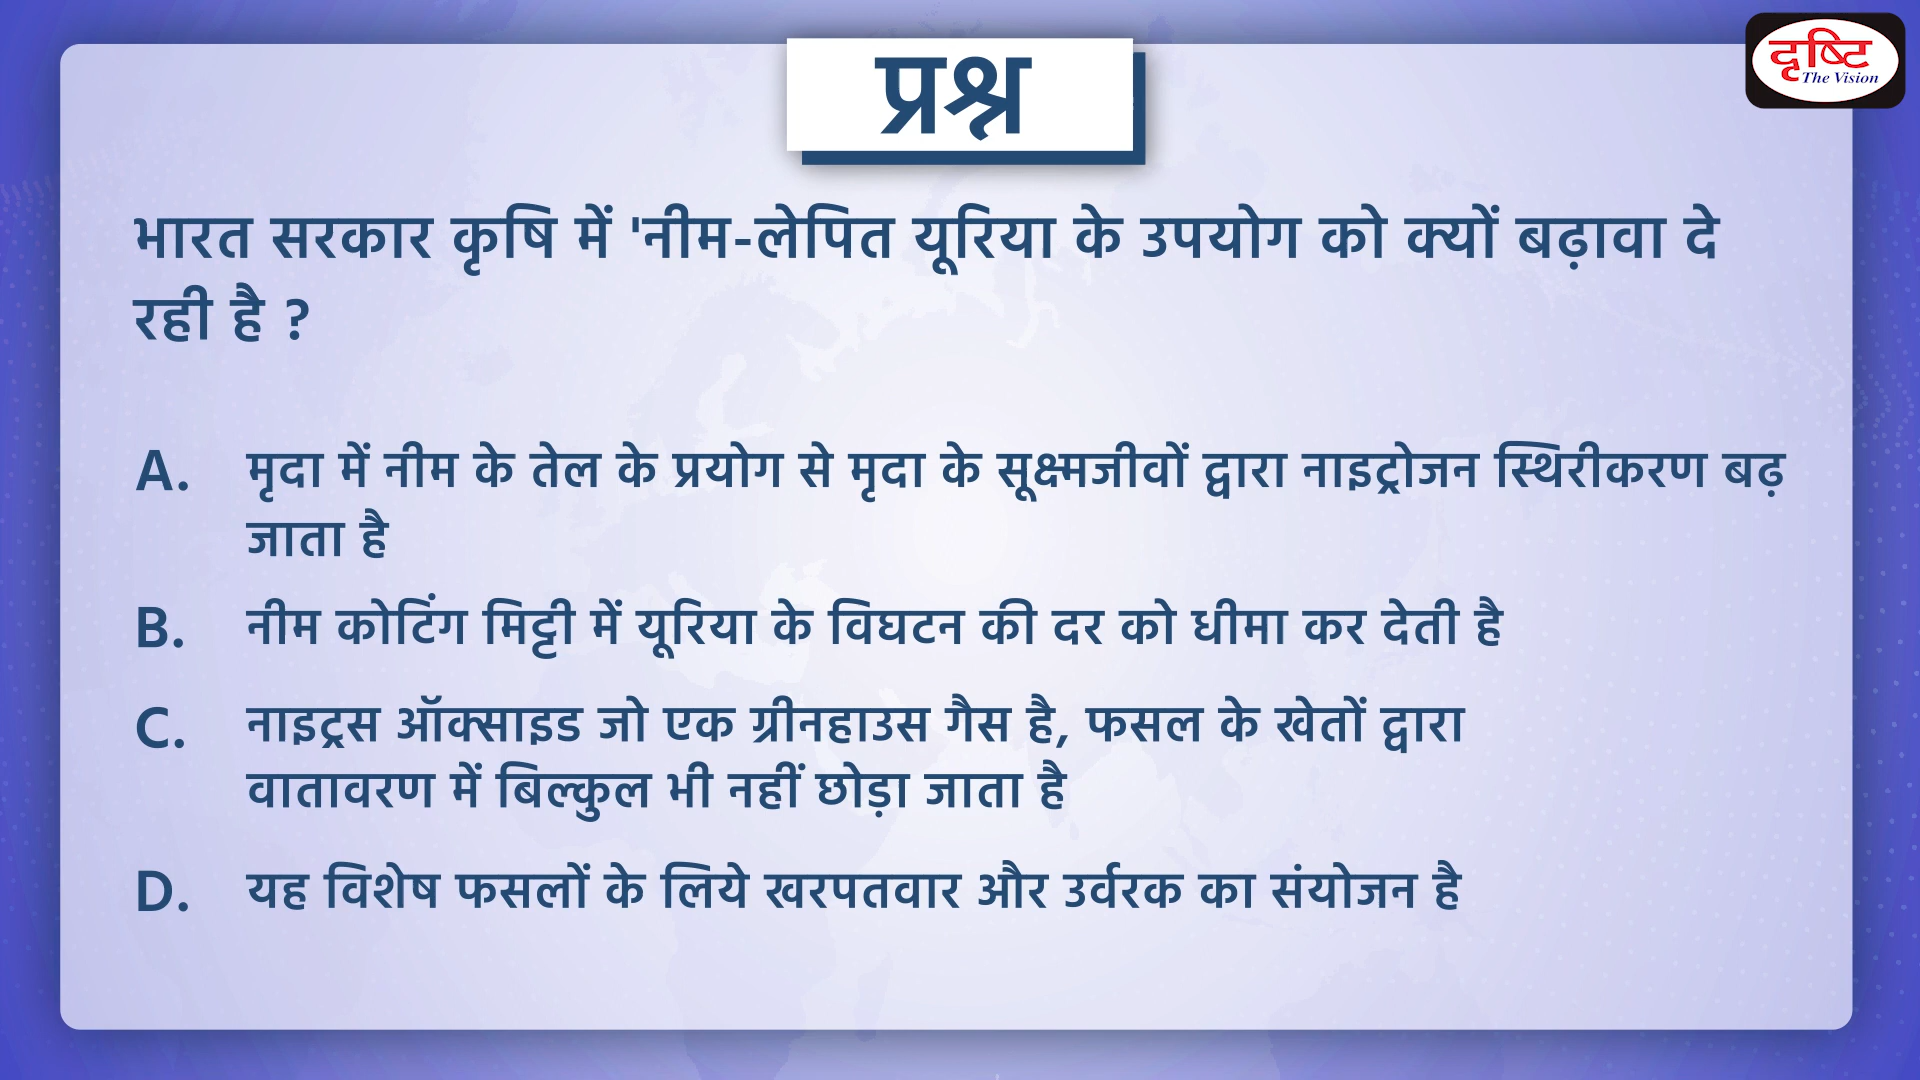 प्रश्न
दृष्टि
The Vision
भारत सरकार कृषि में 'नीम-लेपित यूरिया के उपयोग को क्यों बढ़ावा दे
रही है ?
A. मृदा में नीम के तेल के प्रयोग से मृदा के सूक्ष्मजीवों द्वारा नाइट्रोजन स्थिरीकरण बढ़
जाता है
B. नीम कोटिंग मिट्टी में यूरिया के विघटन की दर को धीमा कर देती है
C. नाइट्रस ऑक्साइड जो एक ग्रीनहाउस गैस है, फसल के खेतों द्वारा
वातावरण में बिल्कुल भी नहीं छोड़ा जाता है
D. यह विशेष फसलों के लिये खरपतवार और उर्वरक का संयोजन है